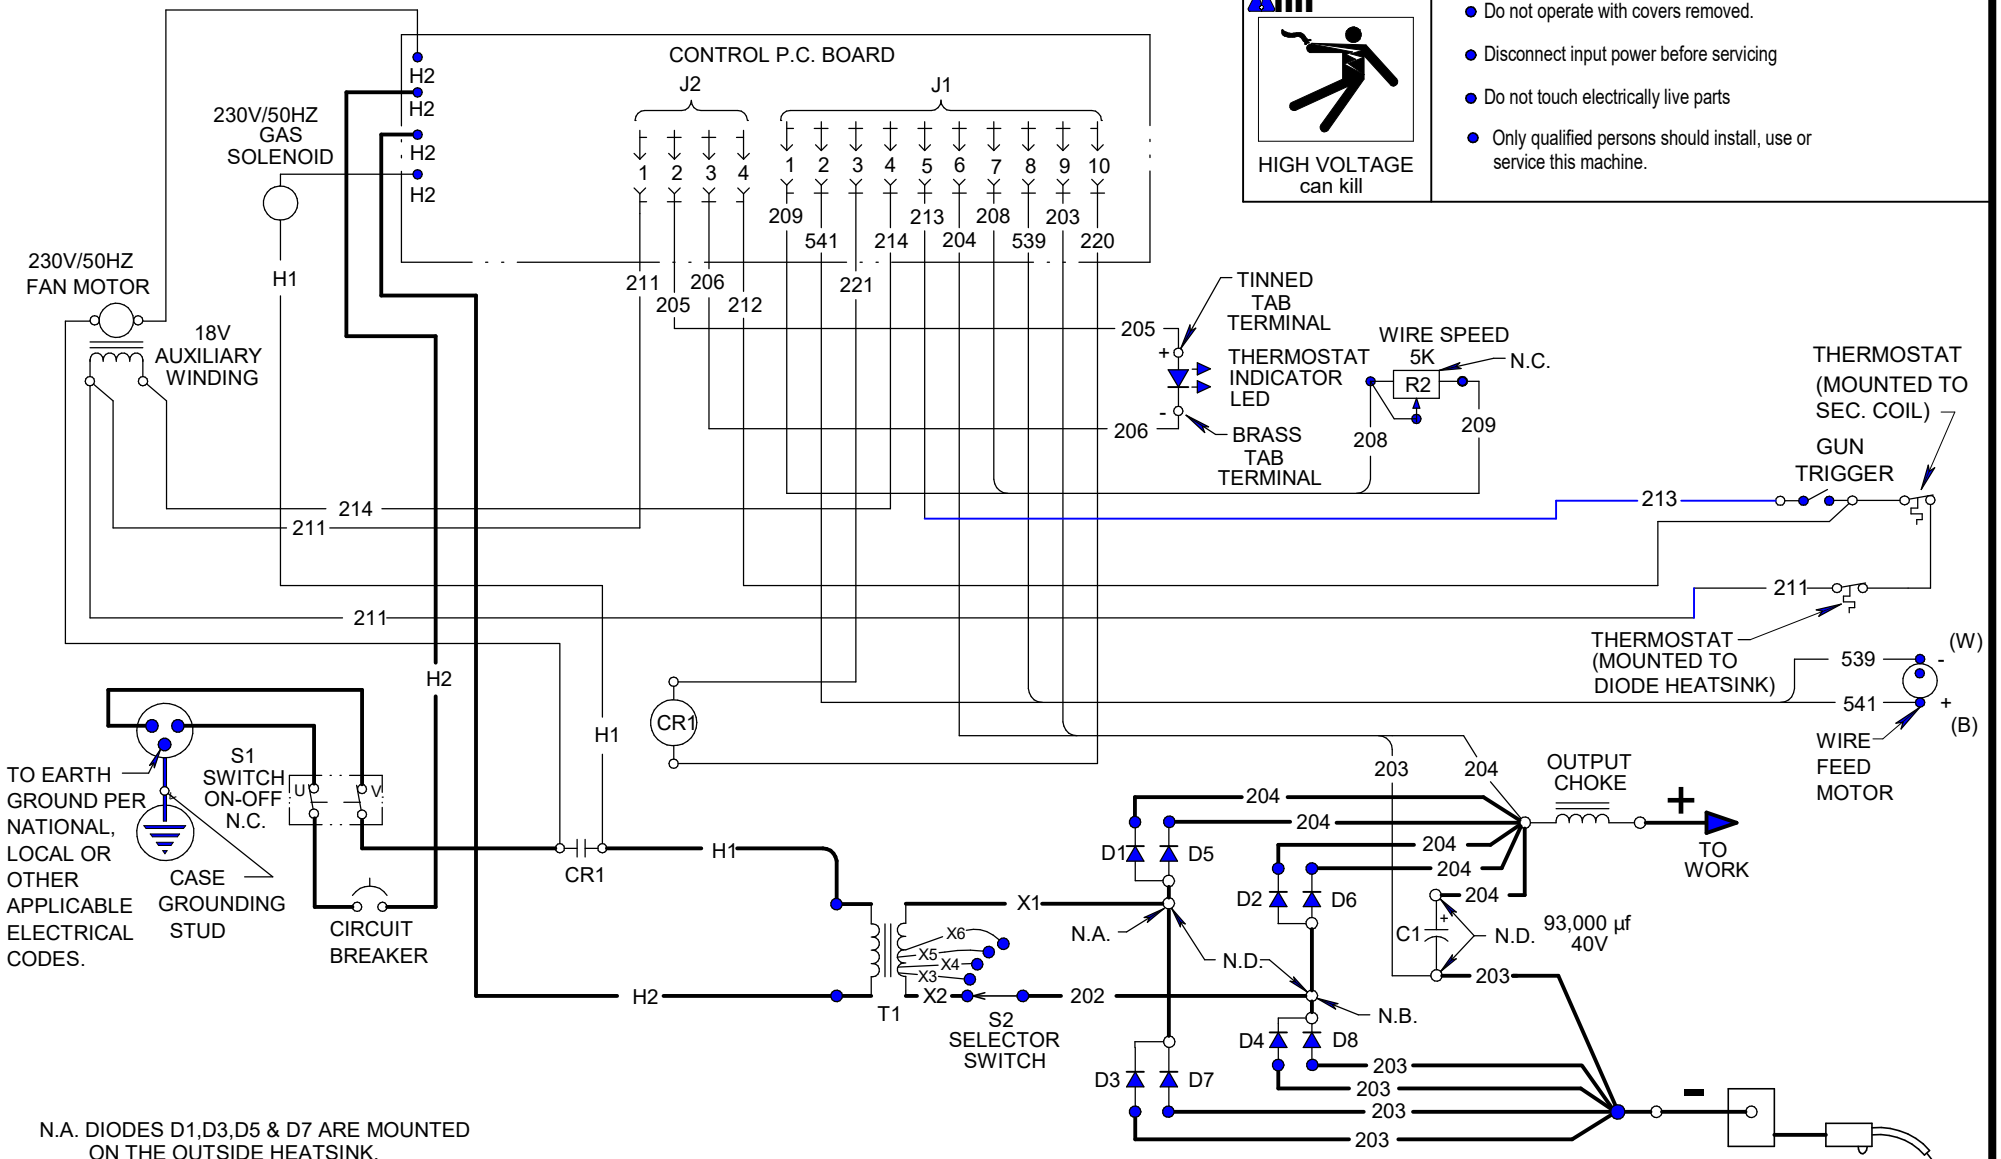 Do not operate with covers removed.
Disconnect input power before servicing
Do not touch electrically live parts
Only qualified persons should install, use or
service this machine.
HIGH VOLTAGE
can kill
CONTROL P.C. BOARD
J2
J1
H2
H2
H2
H2
230V/50HZ
GAS
SOLENOID
1 2 3 4
1 2 3 4 5 6 7 8 9 10
209 213 208 203
541 214 204 539 220
211 206 221
205 212
H1
230V/50HZ
FAN MOTOR
18V
AUXILIARY
WINDING
TINNED
TAB
TERMINAL
205
+
THERMOSTAT
INDICATOR
LED
-
206
BRASS
TAB
TERMINAL
WIRE SPEED
5K
N.C.
R2
208
209
THERMOSTAT
(MOUNTED TO
SEC. COIL)
GUN
TRIGGER
213
214
211
211
211
THERMOSTAT
(MOUNTED TO
DIODE HEATSINK)
539
-
(W)
541
+
(B)
WIRE
FEED
MOTOR
H2
H1
CR1
TO EARTH
GROUND PER
NATIONAL,
LOCAL OR
OTHER
APPLICABLE
ELECTRICAL
CODES.
S1
SWITCH
ON-OFF
N.C.
U
V
CASE
GROUNDING
STUD
CIRCUIT
BREAKER
CR1
H1
H2
T1
X1
X6
X5
X4
X3
X2
202
S2
SELECTOR
SWITCH
203
204
OUTPUT
CHOKE
+
TO
WORK
204
204
204
204
204
D1
D5
D2
D6
N.A.
N.D.
C1
+
N.D.
93,000 µf
40V
203
N.B.
D4
D8
D3
D7
203
203
203
203
-
N.A. DIODES D1,D3,D5 & D7 ARE MOUNTED
ON THE OUTSIDE HEATSINK.